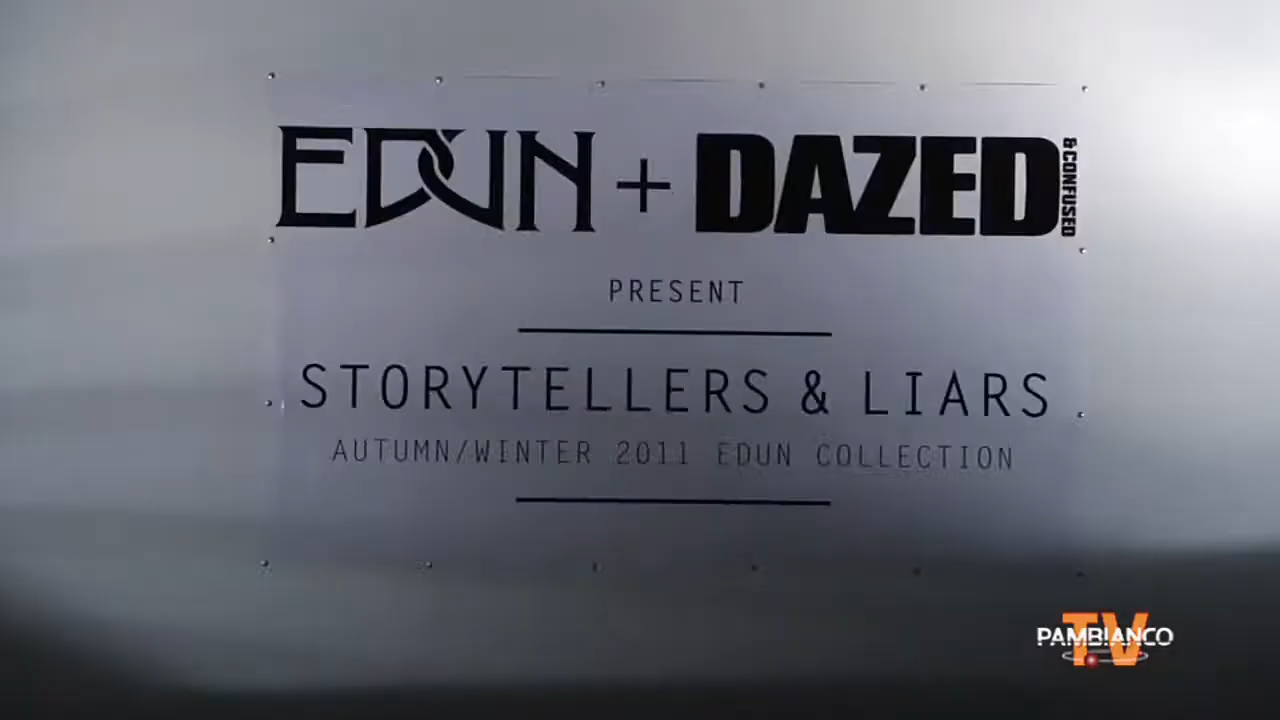 EDUN + DAZED
& CONFUSED
PRESENT
STORYTELLERS & LIARS
AUTUMN/WINTER 2011 EDUN COLLECTION
PAMBIANCO
TV